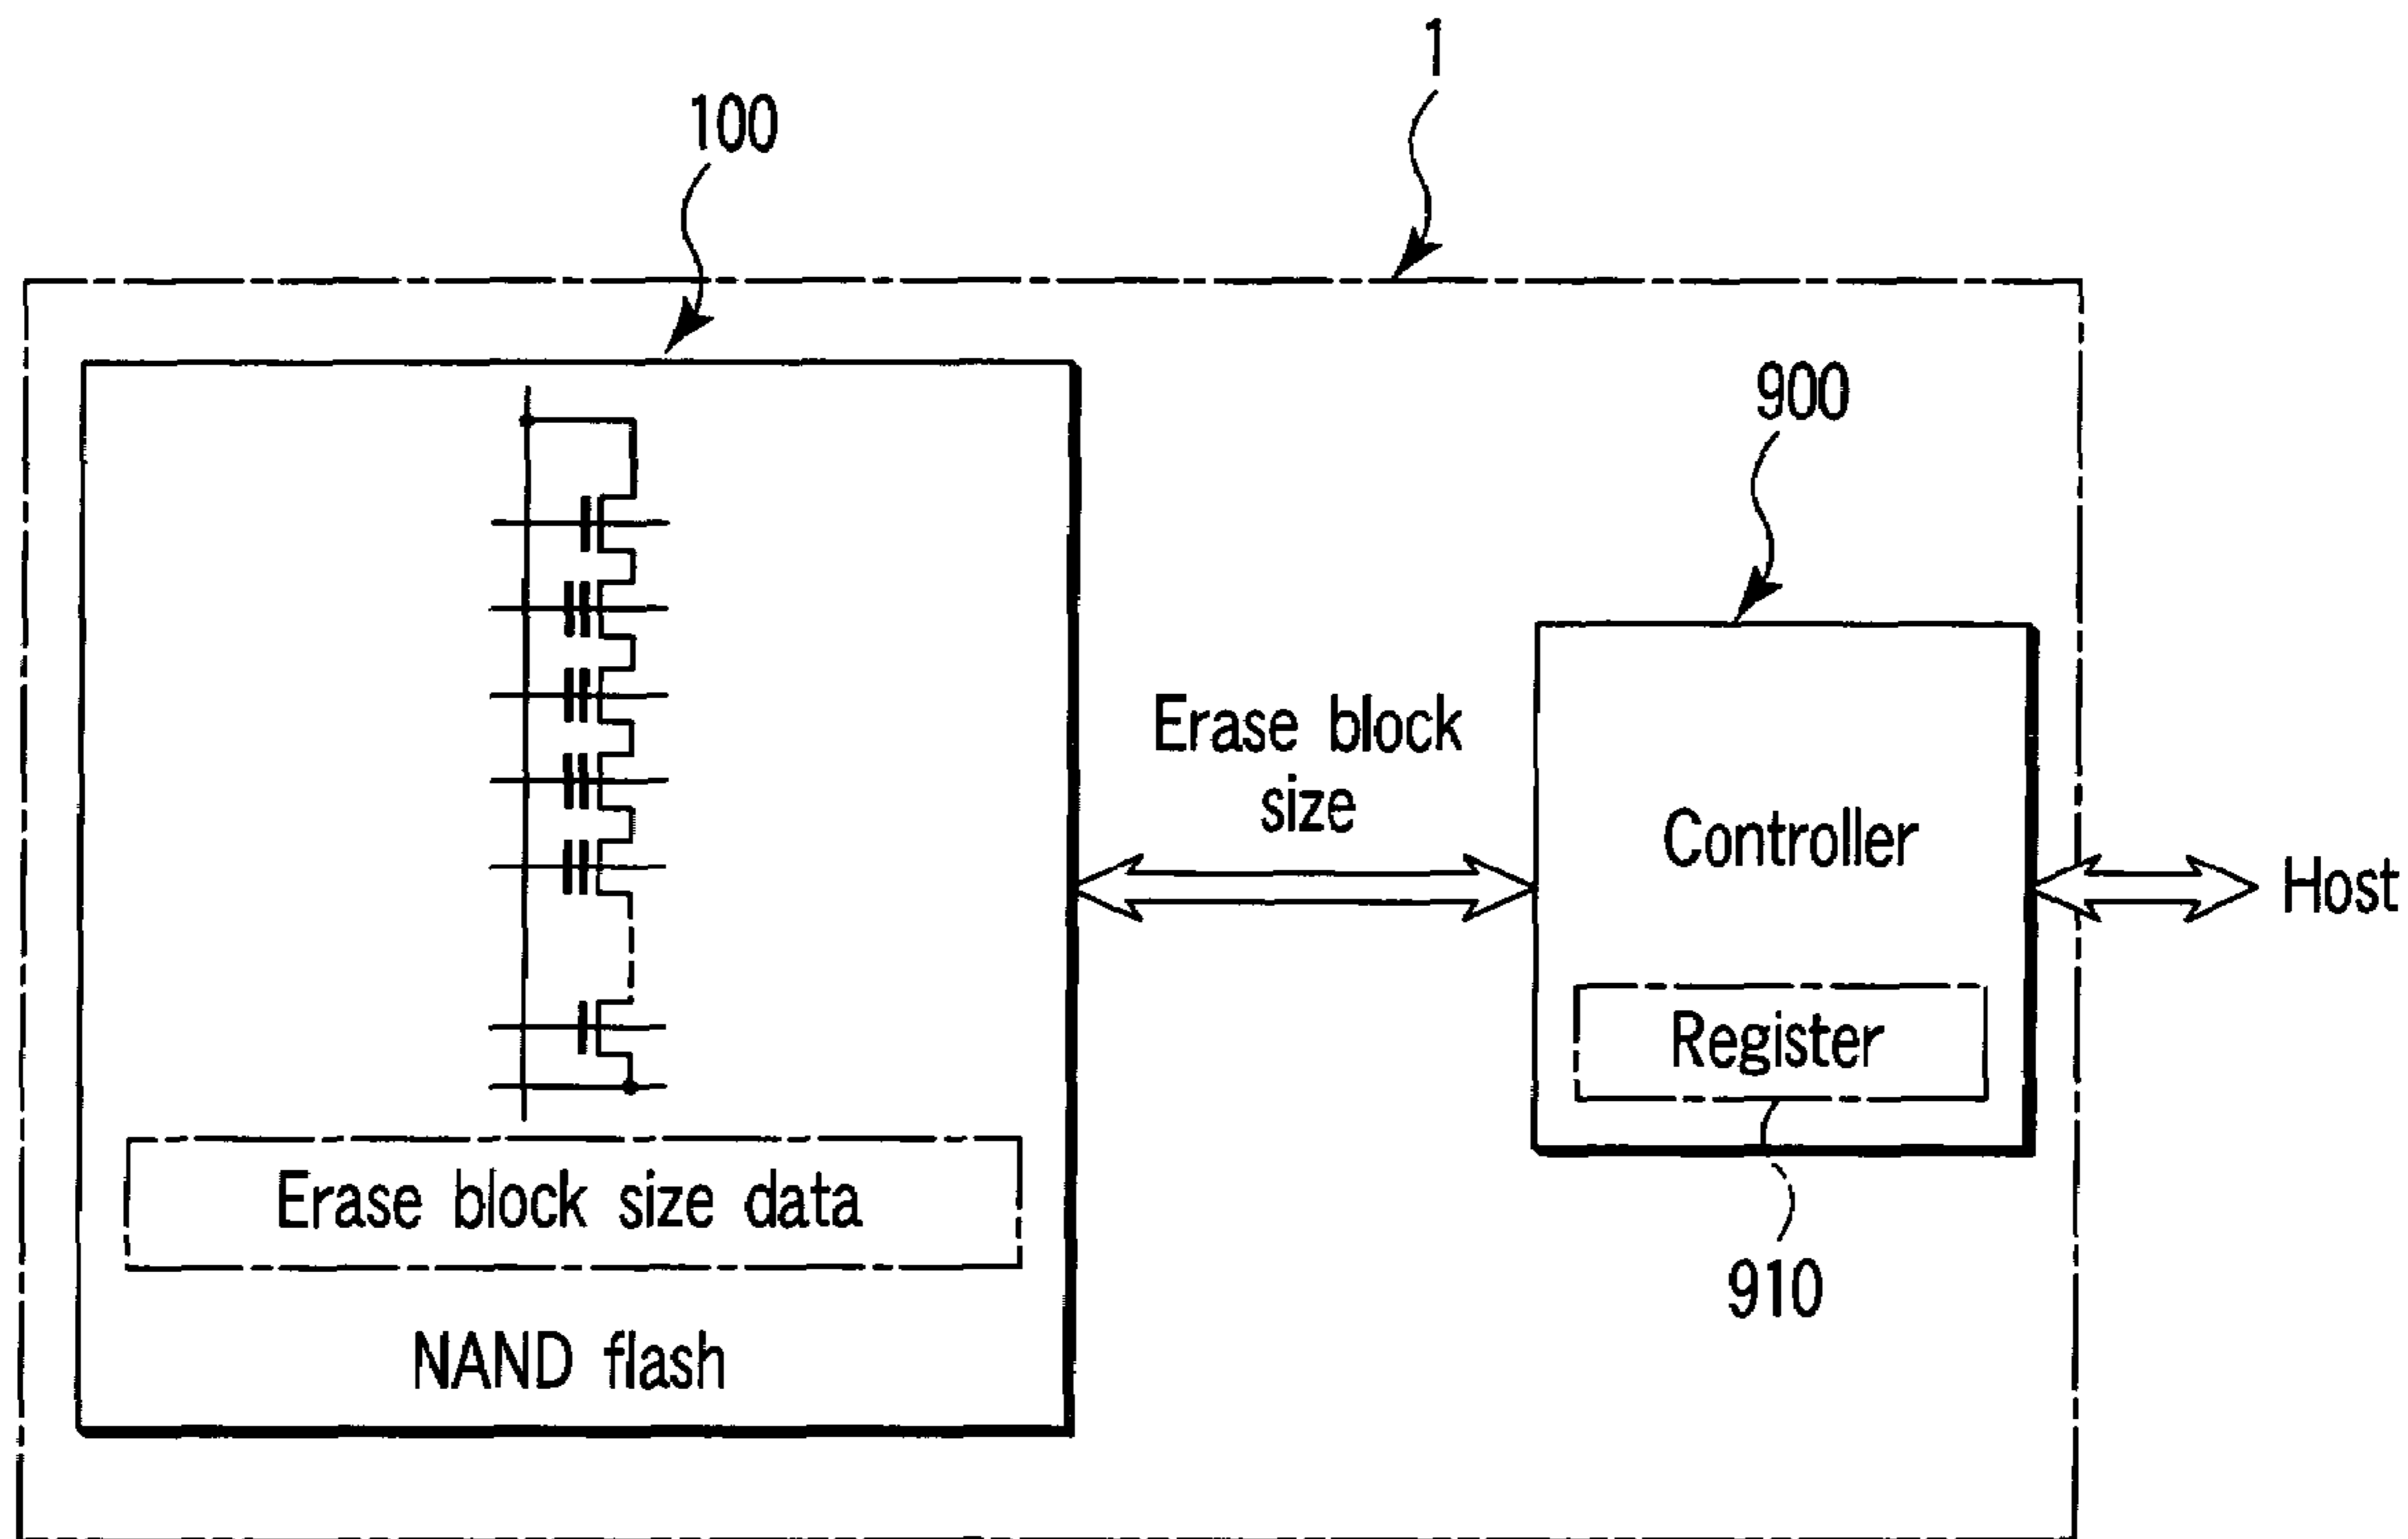 1
100
900
Erase block
size
Controller
Host
Register
Erase block size data
910
NAND flash